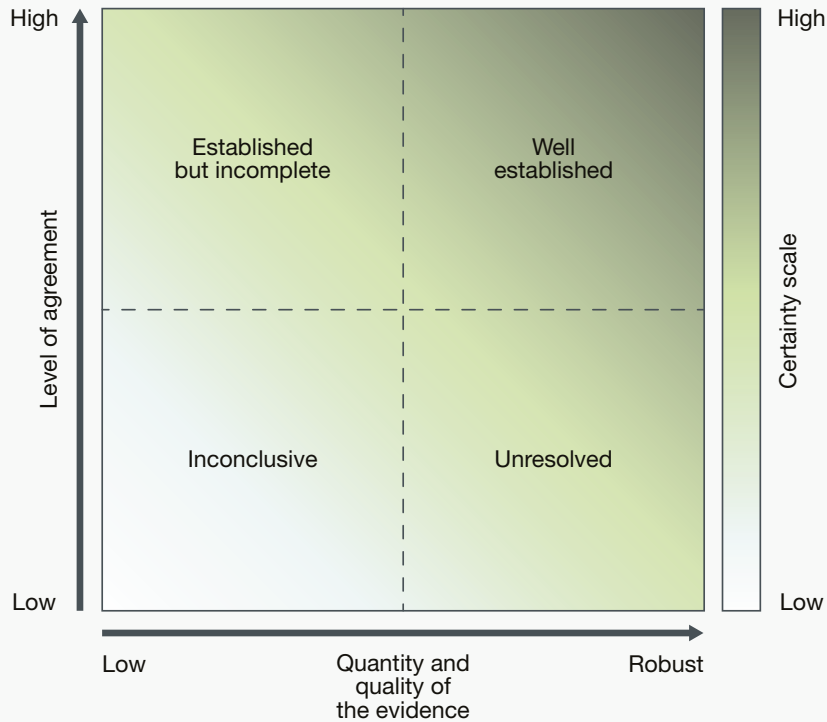 High
High
Established
but incomplete
Well
established
Level of agreement
Certainty scale
Inconclusive
Unresolved
Low
Low
Low
Quantity and
quality of
the evidence
Robust